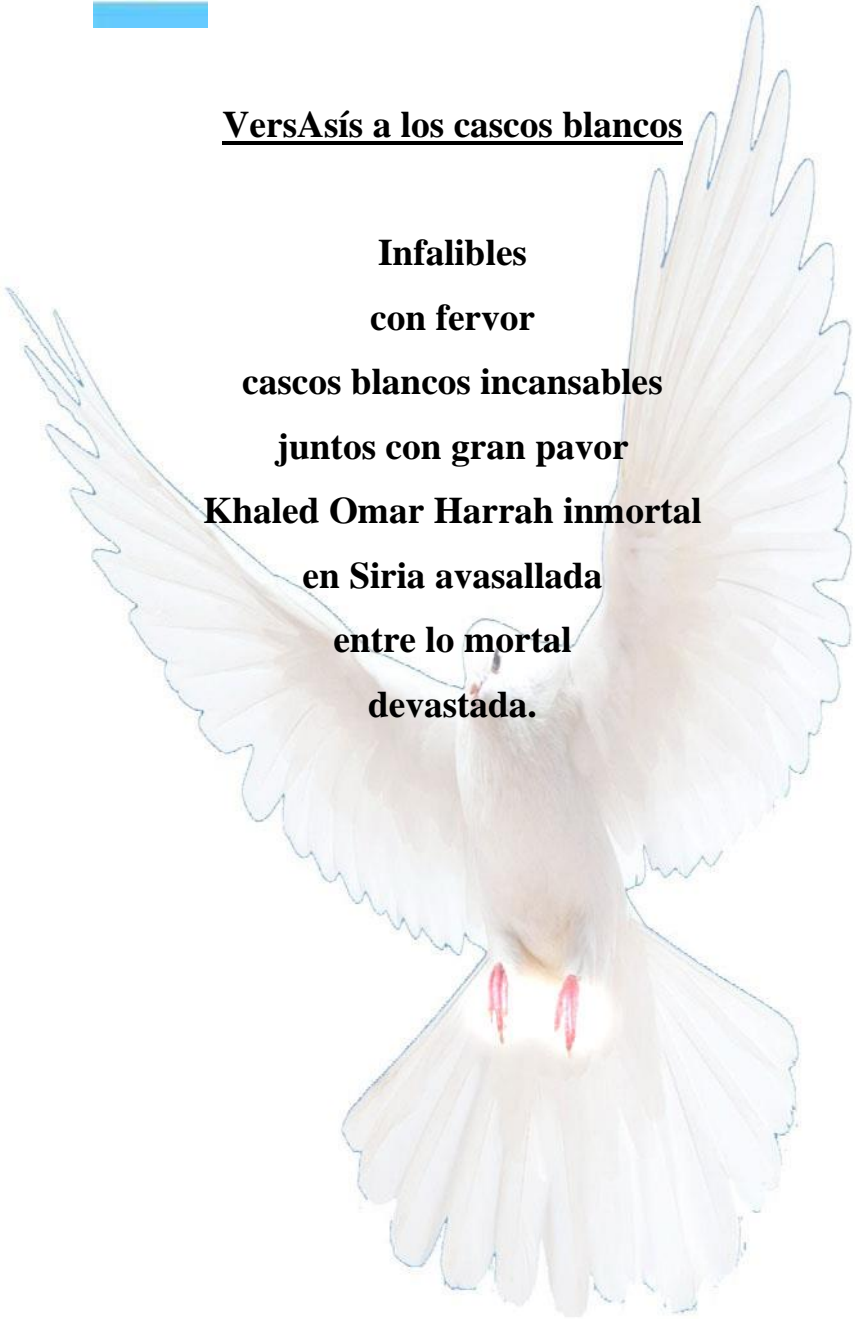 VersAsís a los cascos blancos
Infalibles
con fervor
cascos blancos incansables
juntos con gran pavor
Khaled Omar Harrah inmortal
en Siria avasallada
entre lo mortal
devastada.